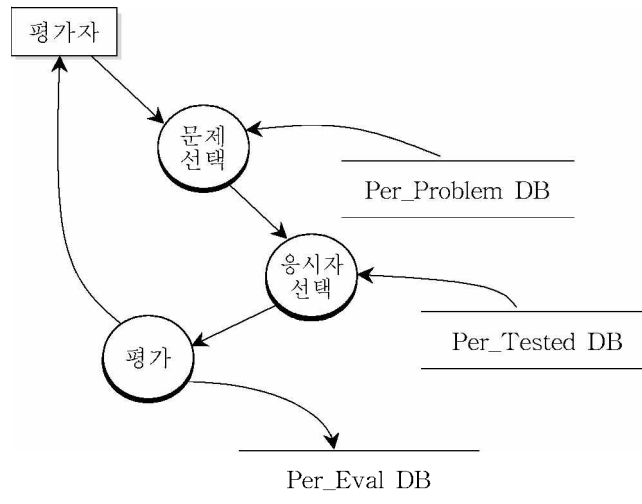 평가자
문제
선택
Per_Problem DB
응시자
선택
Per_Tested DB
평가
Per_Eval DB